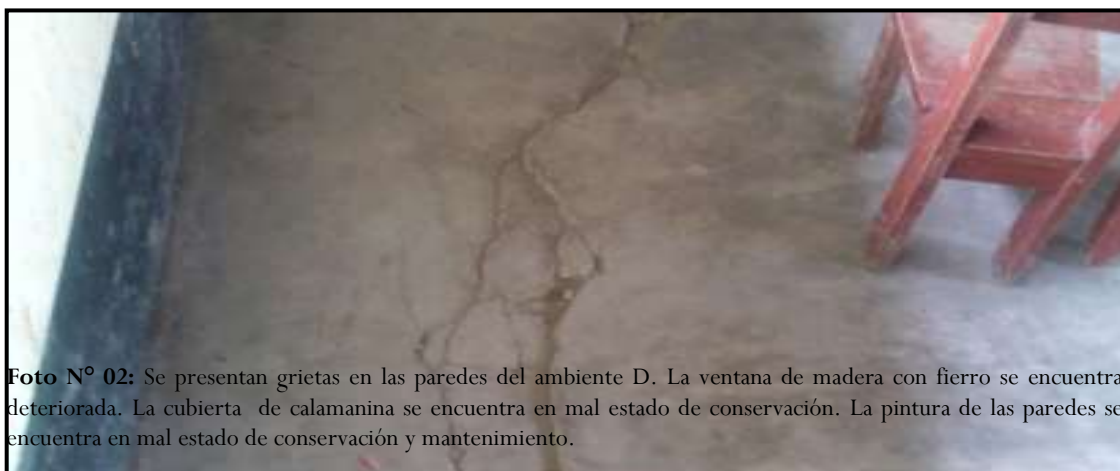 Foto N° 02: Se presentan grietas en las paredes del ambiente D. La ventana de madera con fierro se encuentra
deteriorada. La cubierta de calamanina se encuentra en mal estado de conservación. La pintura de las paredes se
encuentra en mal estado de conservación y mantenimiento.